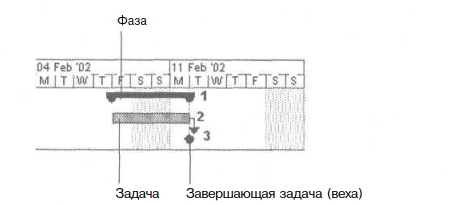 Фаза
04 Feb '02 11 Feb '02
M T W T F S S M T W T F S S
1
2
3
Задача Завершающая задача (веха)